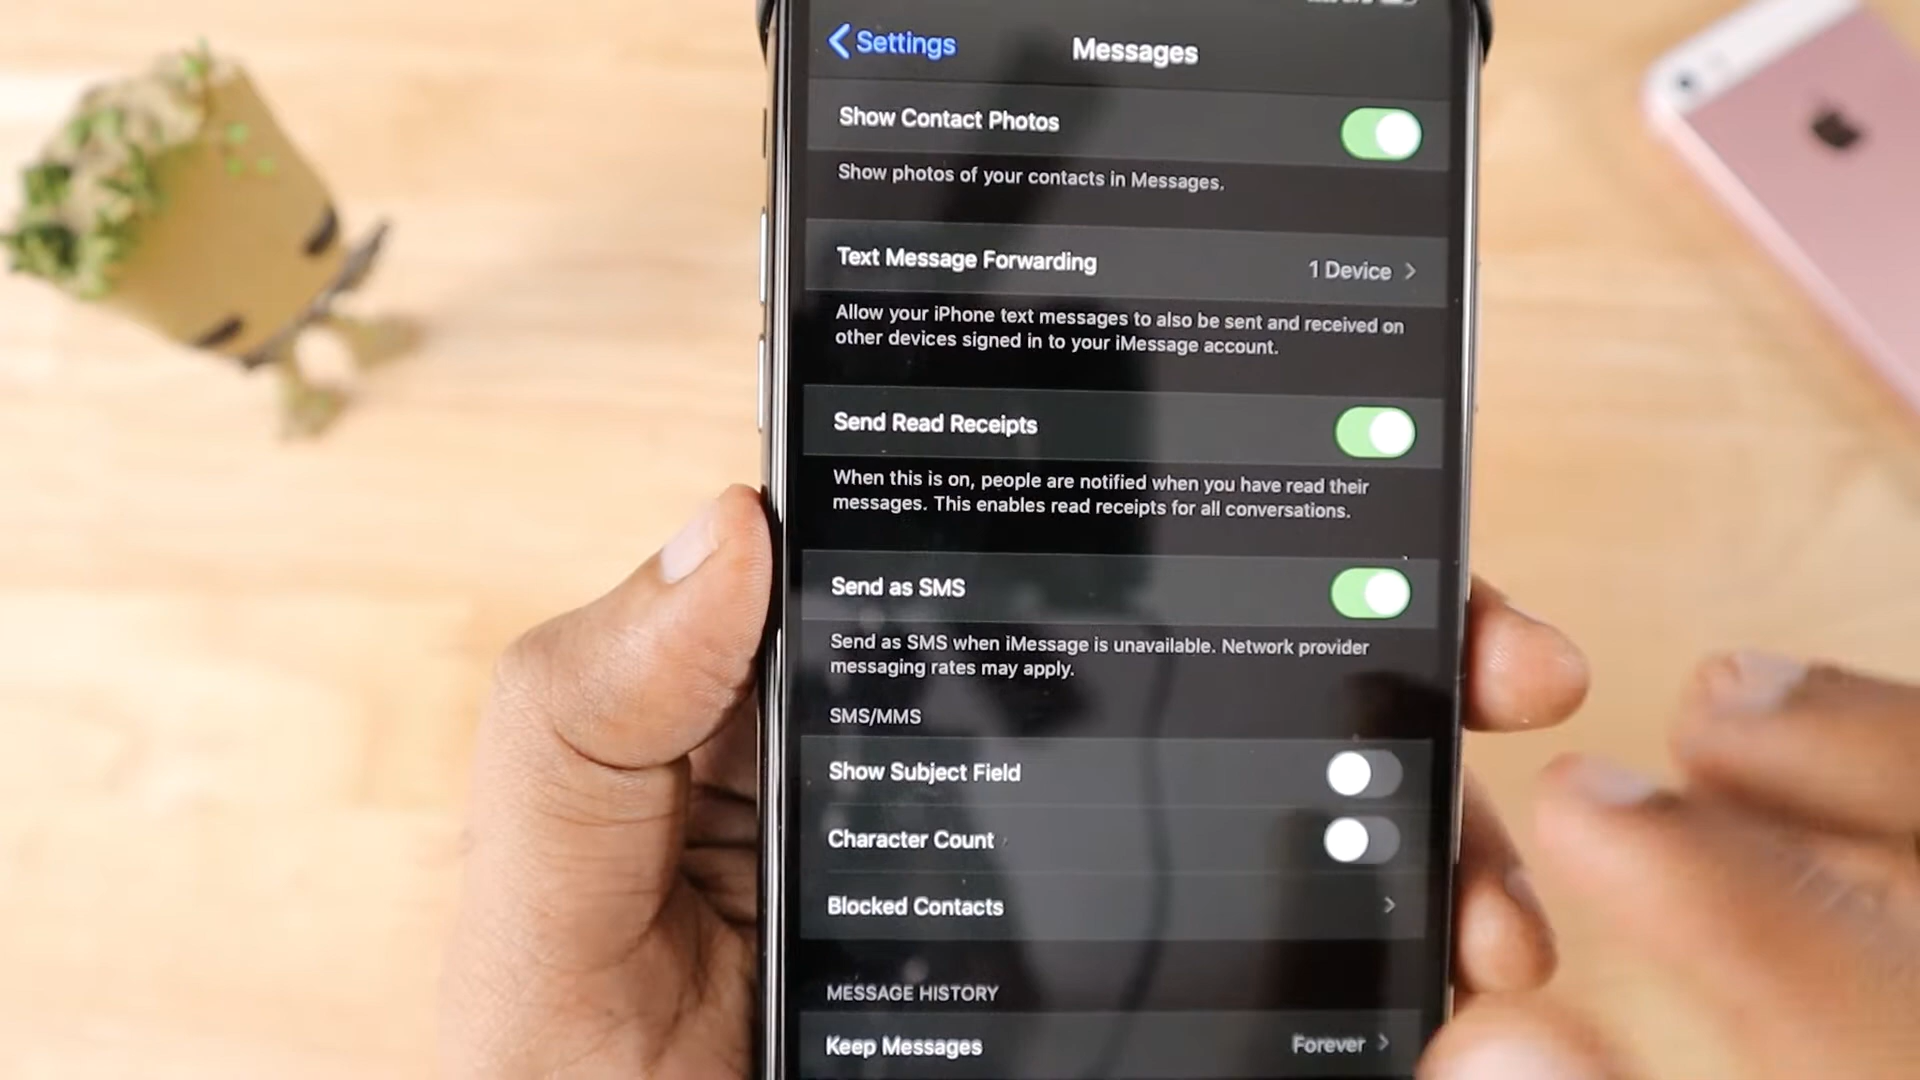 Settings
Messages
Show Contact Photos
Show photos of your contacts in Messages.
Text Message Forwarding
1 Device
Allow your iPhone text messages to also be sent and received on
other devices signed in to your iMessage account.
Send Read Receipts
When this is on, people are notified when you have read their
messages. This enables read receipts for all conversations.
Send as SMS
Send as SMS when iMessage is unavailable. Network provider
messaging rates may apply.
SMS/MMS
Show Subject Field
Character Count
Blocked Contacts
MESSAGE HISTORY
Keep Messages
Forever